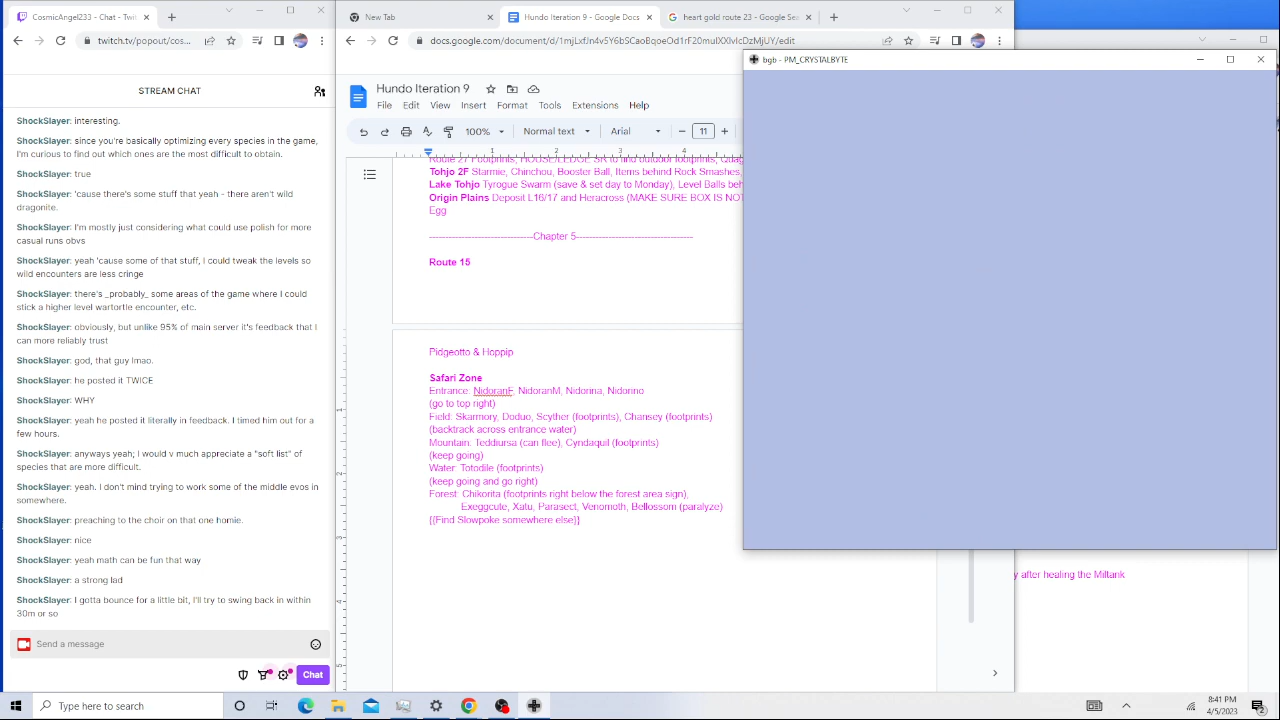 CosmicAngel233 - Chat - Twit
twitch.tv/popout/cos...
STREAM CHAT
ShockSlayer: interesting.
ShockSlayer: since you're basically optimizing every species in the game,
I'm curious to find out which ones are the most difficult to obtain.
ShockSlayer: true
ShockSlayer: 'cause there's some stuff that yeah - there aren't wild
dragonite.
ShockSlayer: I'm mostly just considering what could use polish for more
casual runs obvs
ShockSlayer: yeah 'cause some of that stuff, I could tweak the levels so
wild encounters are less cringe
ShockSlayer: there's _probably_ some areas of the game where I could
stick a higher level wartortle encounter, etc.
ShockSlayer: obviously, but unlike 95% of main server it's feedback that I
can more reliably trust
ShockSlayer: god, that guy lmao.
ShockSlayer: he posted it TWICE
ShockSlayer: WHY
ShockSlayer: yeah he posted it literally in feedback. I timed him out for a
few hours.
ShockSlayer: anyways yeah; I would v much appreciate a "soft list" of
species that are more difficult.
ShockSlayer: yeah. I don't mind trying to work some of the middle evos in
somewhere.
ShockSlayer: preaching to the choir on that one homie.
ShockSlayer: nice
ShockSlayer: yeah math can be fun that way
ShockSlayer: a strong lad
ShockSlayer: I gotta bounce for a little bit, I'll try to swing back in within
30m or so
Send a message
Chat
New Tab
Hundo Iteration 9 - Google Docs
heart gold route 23 - Google Sea
Hundo Iteration 9
File Edit View Insert Format Tools Extensions Help
100% Normal text Arial 11
1 2 3 4
Route 27 Footprints, HOUSE/LEDGE SR to find outdoor footprints, Quag
Tohjo 2F Starmie, Chinchou, Booster Ball, Items behind Rock Smashes,
Lake Tohjo Tyrogue Swarm (save & set day to Monday), Level Balls beh
Origin Plains Deposit L16/17 and Heracross (MAKE SURE BOX IS NOT
Egg
Chapter 5
Route 15
Pidgeotto & Hoppip
Safari Zone
Entrance: NidoranF, NidoranM, Nidorina, Nidorino
(go to top right)
Field: Skarmory, Doduo, Scyther (footprints), Chansey (footprints)
(backtrack across entrance water)
Mountain: Teddiursa (can flee), Cyndaquil (footprints)
(keep going)
Water: Totodile (footprints)
(keep going and go right)
Forest: Chikorita (footprints right below the forest area sign),
Exeggcute, Xatu, Parasect, Venomoth, Bellossom (paralyze)
{{Find Slowpoke somewhere else}}
bgb - PM_CRYSTALBYTE
y after healing the Miltank
Type here to search
8:41 PM
4/5/2023
2